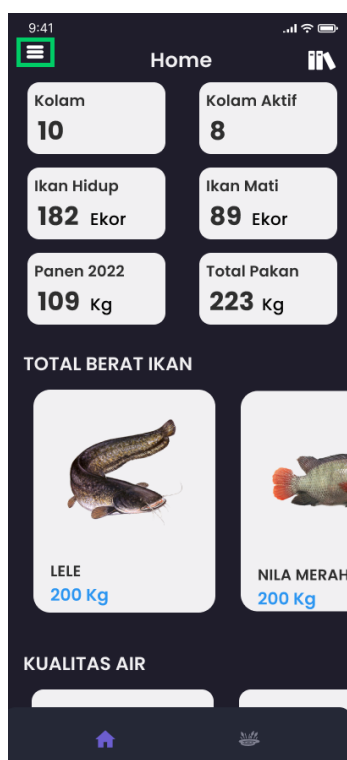 9:41
Home
Kolam
10
Kolam Aktif
8
Ikan Hidup
182 Ekor
Ikan Mati
89 Ekor
Panen 2022
109 Kg
Total Pakan
223 Kg
TOTAL BERAT IKAN
LELE
200 Kg
NILA MERAH
200 Kg
KUALITAS AIR